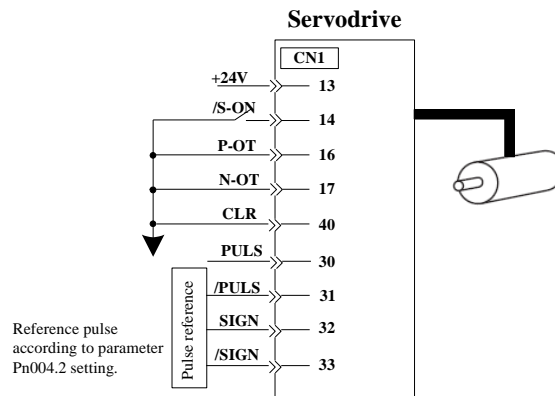 Servodrive
CN1
+24V 13
/S-ON 14
P-OT 16
N-OT 17
CLR 40
PULS 30
/PULS 31
SIGN 32
/SIGN 33
Pulse reference
Reference pulse
according to parameter
Pn004.2 setting.